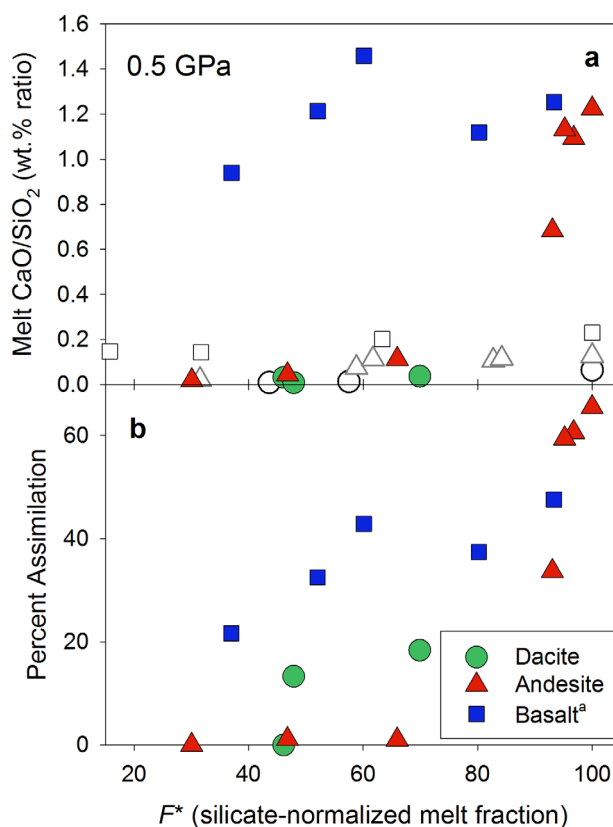 1.6
1.4
1.2
1.0
0.8
0.6
0.4
0.2
0.0
Melt CaO/SiO₂ (wt.% ratio)
0.5 GPa
a
60
40
20
0
Percent Assimilation
b
Dacite
Andesite
Basaltᵃ
20 40 60 80 100
F* (silicate-normalized melt fraction)